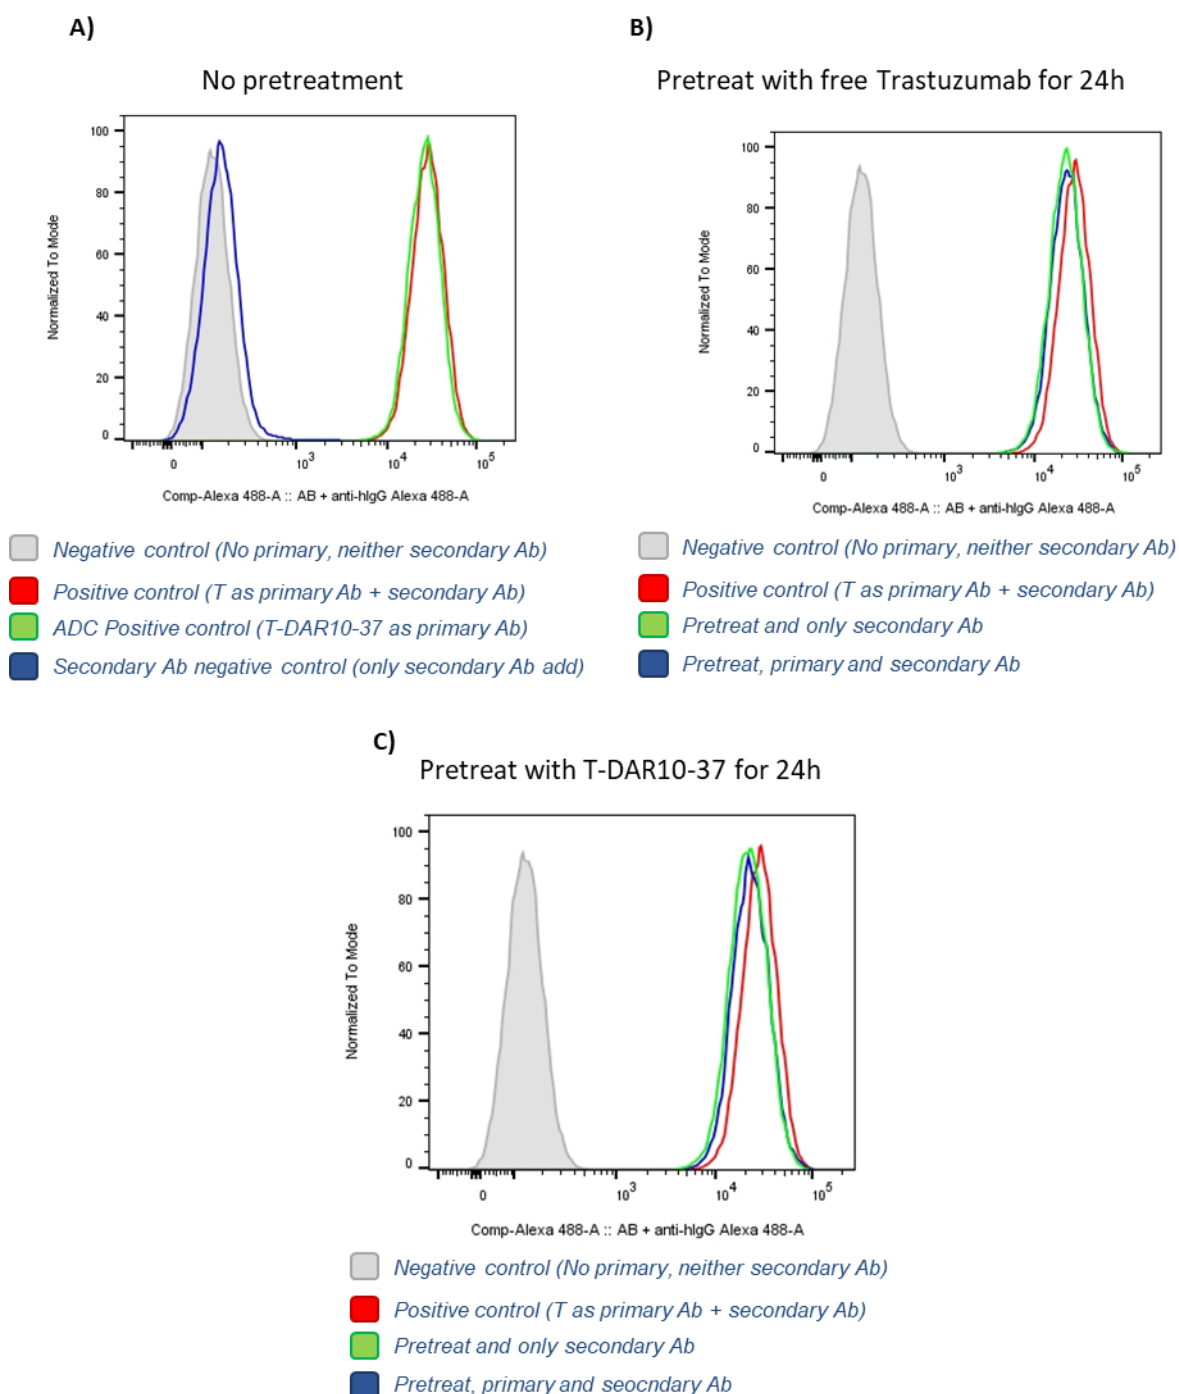 A)
No pretreatment
100
80
60
40
20
0
Normalized To Mode
0 10^3 10^4 10^5
Comp-Alexa 488-A :: AB + anti-hIgG Alexa 488-A
Negative control (No primary, neither secondary Ab)
Positive control (T as primary Ab + secondary Ab)
ADC Positive control (T-DAR10-37 as primary Ab)
Secondary Ab negative control (only secondary Ab add)
B)
Pretreat with free Trastuzumab for 24h
100
80
60
40
20
0
Normalized To Mode
0 10^3 10^4 10^5
Comp-Alexa 488-A :: AB + anti-hIgG Alexa 488-A
Negative control (No primary, neither secondary Ab)
Positive control (T as primary Ab + secondary Ab)
Pretreat and only secondary Ab
Pretreat, primary and secondary Ab
C)
Pretreat with T-DAR10-37 for 24h
100
80
60
40
20
0
Normalized To Mode
0 10^3 10^4 10^5
Comp-Alexa 488-A :: AB + anti-hIgG Alexa 488-A
Negative control (No primary, neither secondary Ab)
Positive control (T as primary Ab + secondary Ab)
Pretreat and only secondary Ab
Pretreat, primary and seocndary Ab